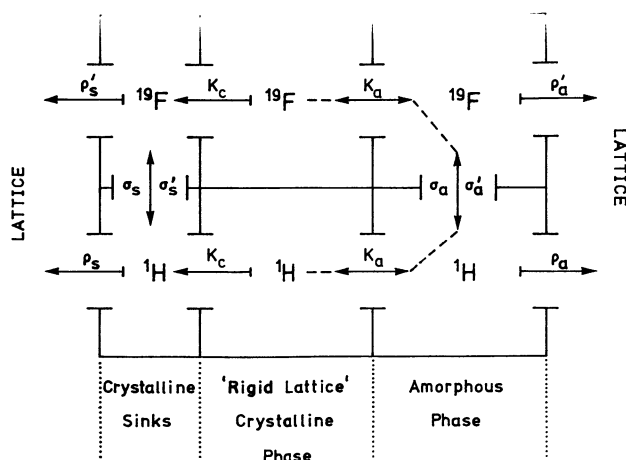 ρs′ ¹⁹F Kc ¹⁹F Ka ¹⁹F ρa′
LATTICE σs σs′ σa σa′ LATTICE
ρs ¹H Kc ¹H Ka ¹H ρa
Crystalline 'Rigid Lattice' Amorphous
Sinks Crystalline Phase
Phase